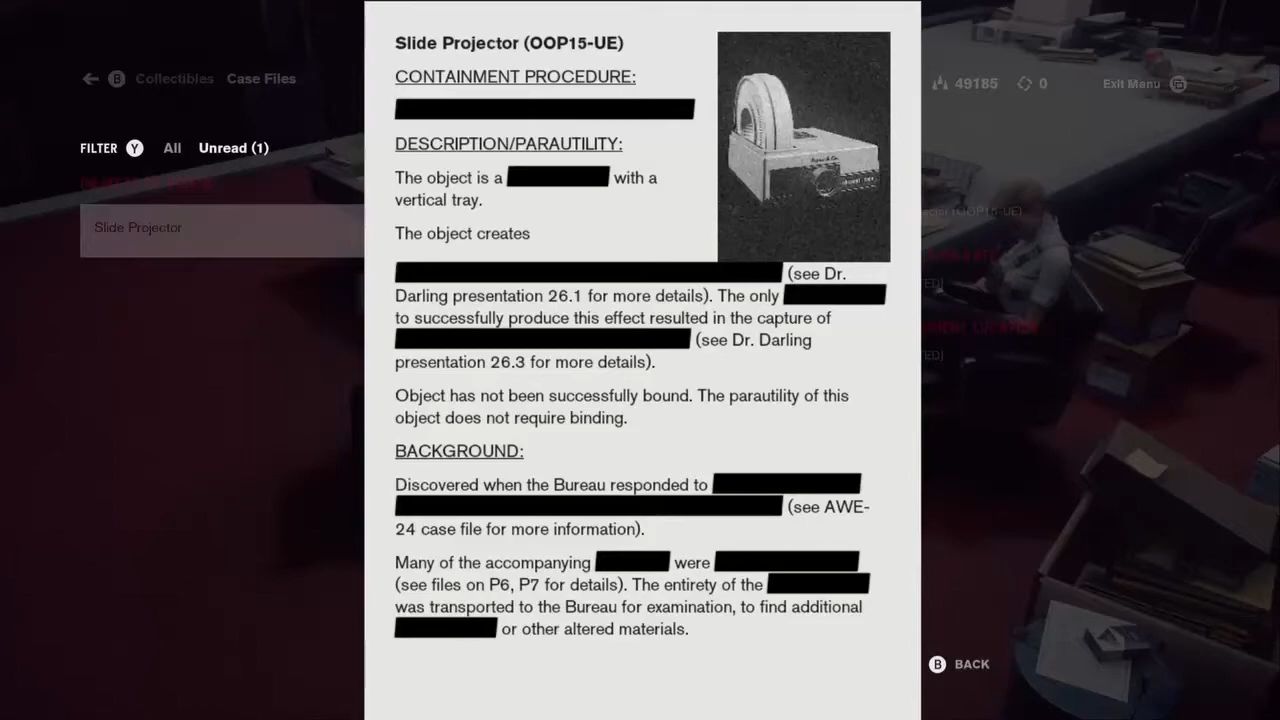 Slide Projector (OOP15-UE)
CONTAINMENT PROCEDURE:
DESCRIPTION/PARAUTILITY:
The object is a with a
vertical tray.
The object creates
(see Dr.
Darling presentation 26.1 for more details). The only
to successfully produce this effect resulted in the capture of
(see Dr. Darling
presentation 26.3 for more details).
Object has not been successfully bound. The parautility of this
object does not require binding.
BACKGROUND:
Discovered when the Bureau responded to
(see AWE-
24 case file for more information).
Many of the accompanying were
(see files on P6, P7 for details). The entirety of the
was transported to the Bureau for examination, to find additional
or other altered materials.
B Collectibles Case Files
FILTER Y All Unread (1)
Slide Projector
49185 0 Exit Menu
(OOP15-UE)
B BACK